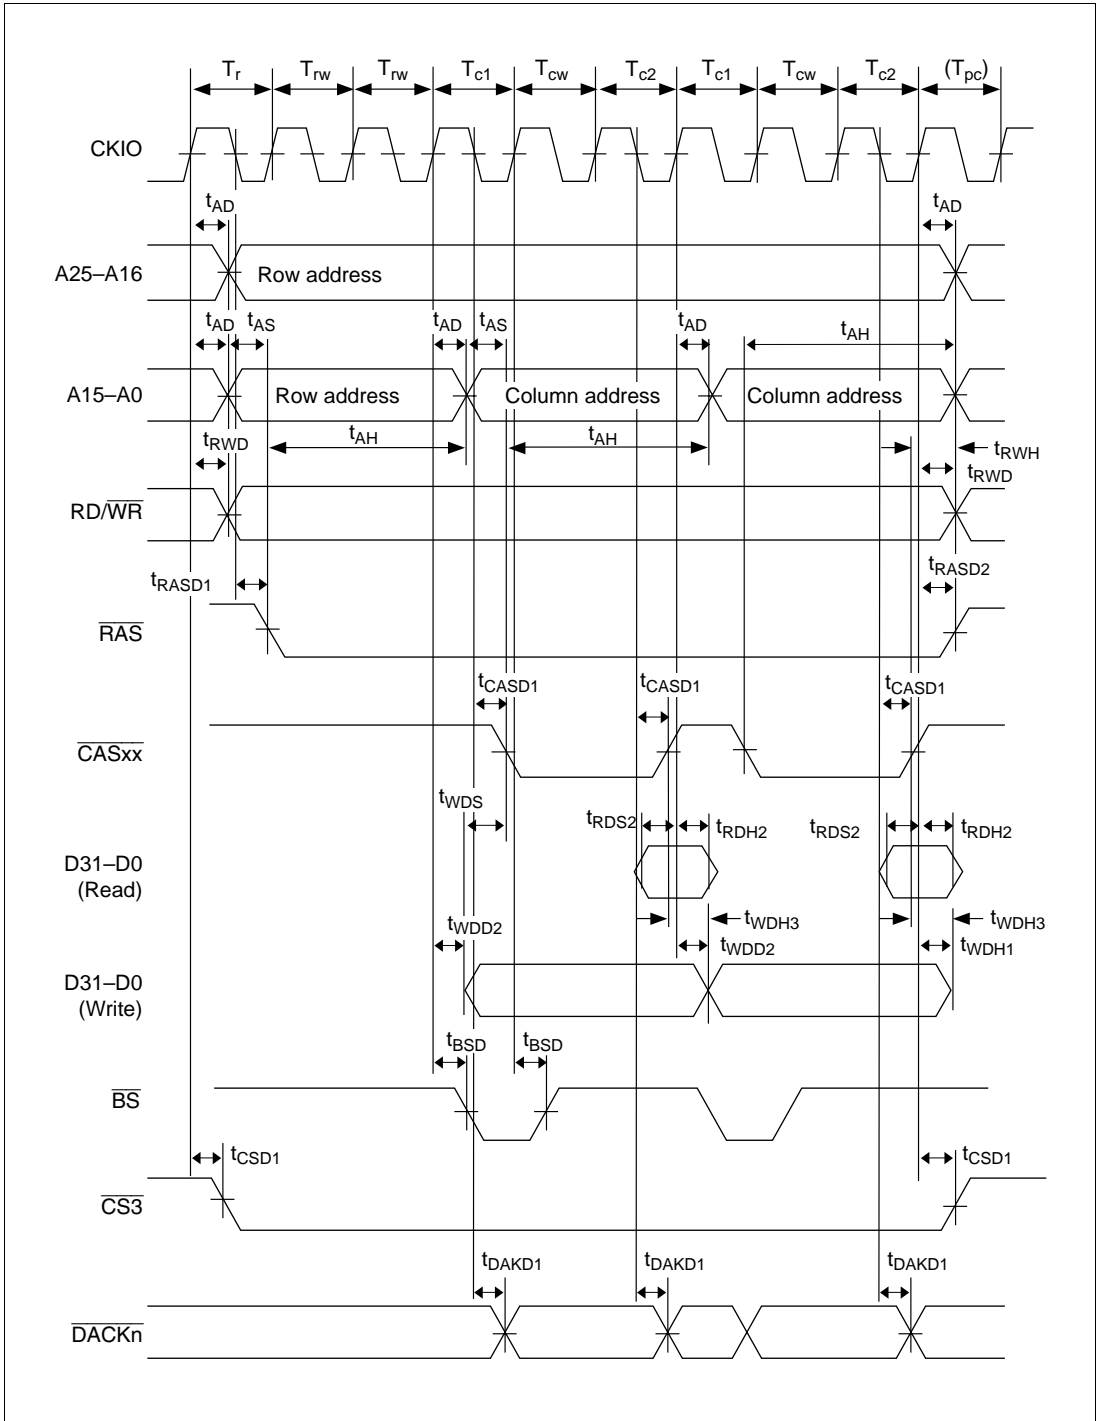 Tr Trw Trw Tc1 Tcw Tc2 Tc1 Tcw Tc2 (Tpc)
CKIO
tAD tAD
A25–A16 Row address
tAD tAS tAD tAS tAD tAH
A15–A0 Row address Column address Column address
tRWD tAH tAH tRWH
tRWD
RD/WR
tRASD1 tRASD2
RAS
tCASD1 tCASD1 tCASD1
CASxx
tWDS tRDS2 tRDH2 tRDS2 tRDH2
D31–D0
(Read)
tWDD2 tWDH3 tWDH3
tWDD2 tWDH1
D31–D0
(Write)
tBSD tBSD
BS
tCSD1 tCSD1
CS3
tDAKD1 tDAKD1 tDAKD1
DACKn